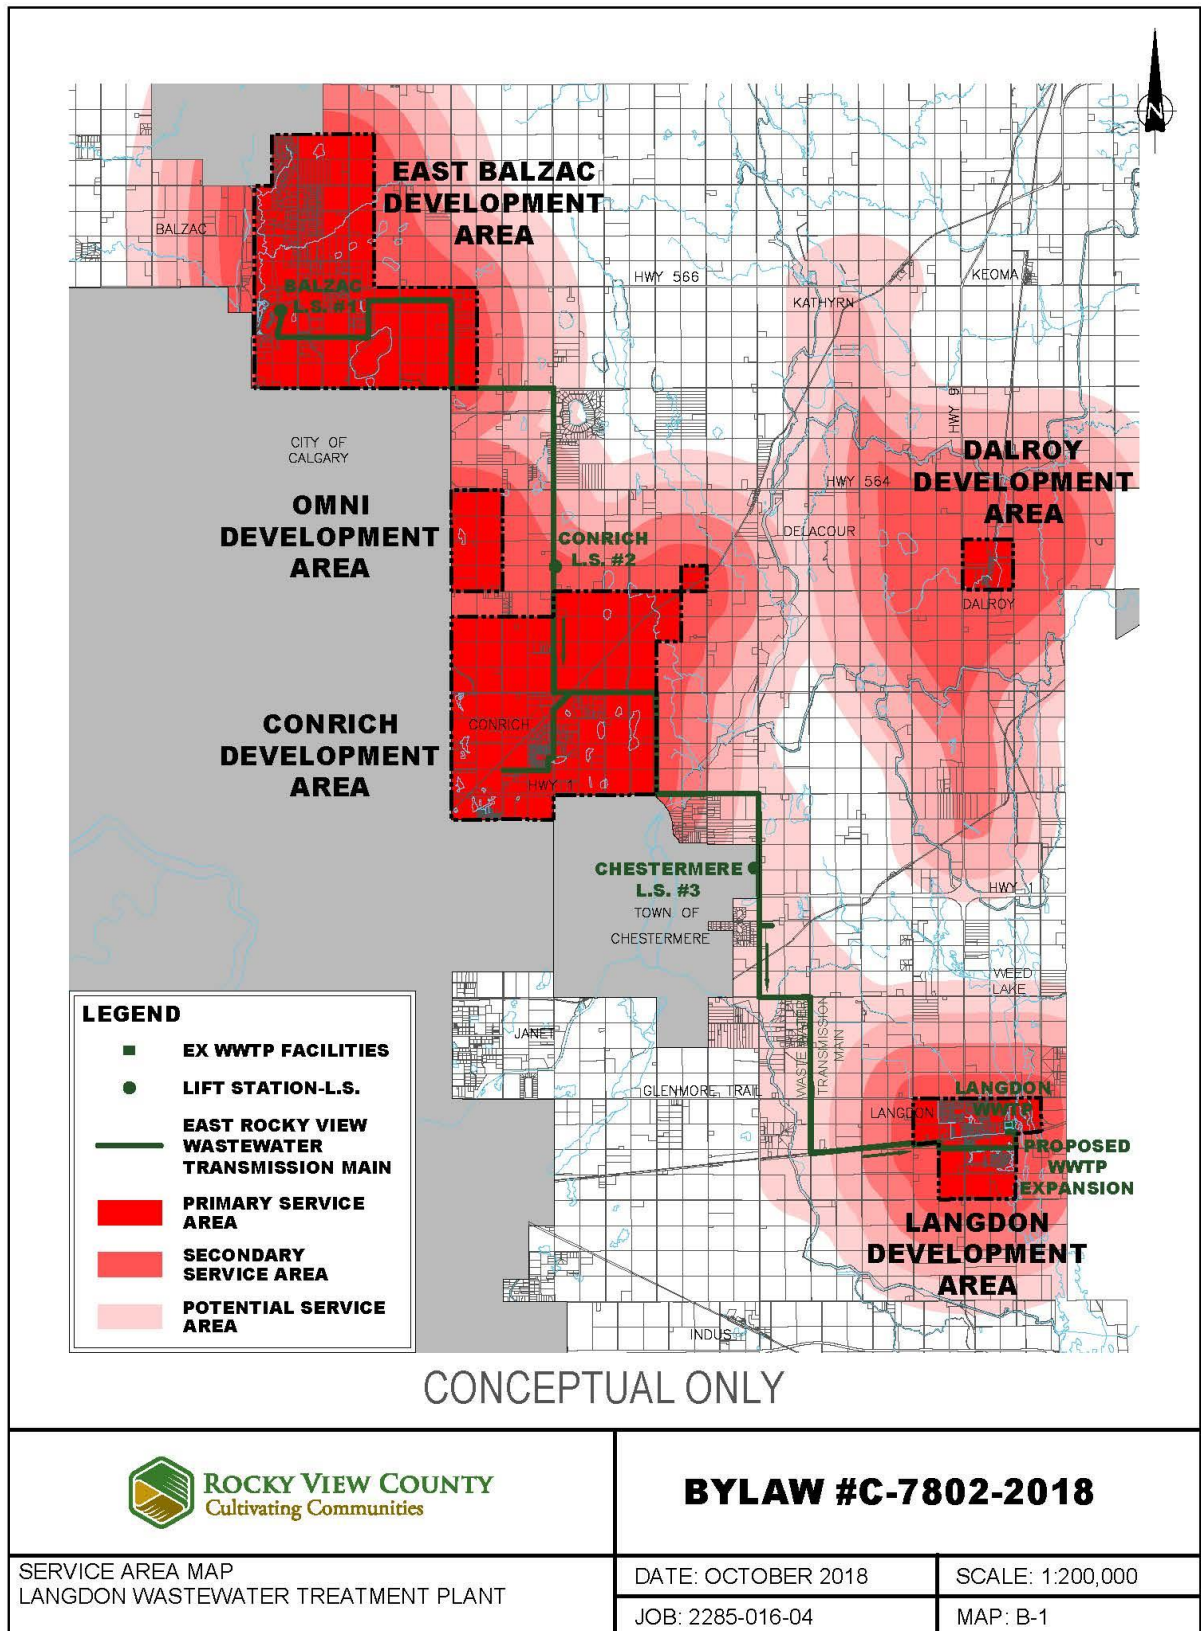 N
EAST BALZAC
DEVELOPMENT
AREA
BALZAC
BALZAC
L.S. #1
HWY 566
KEOMA
KATHYRN
HWY 9
CITY OF
CALGARY
DALROY
DEVELOPMENT
AREA
HWY 564
OMNI
DEVELOPMENT
AREA
DELACOUR
CONRICH
L.S. #2
DALROY
CONRICH
DEVELOPMENT
AREA
CONRICH
HWY 1
CHESTERMERE
L.S. #3
TOWN OF
CHESTERMERE
HWY 1
WEED
LAKE
JANET
WASTE WATER
TRANSMISSION
MAIN
GLENMORE TRAIL
LANGDON
LANGDON
WWTP
PROPOSED
WWTP
EXPANSION
LANGDON
DEVELOPMENT
AREA
INDUS
LEGEND
EX WWTP FACILITIES
LIFT STATION-L.S.
EAST ROCKY VIEW
WASTEWATER
TRANSMISSION MAIN
PRIMARY SERVICE
AREA
SECONDARY
SERVICE AREA
POTENTIAL SERVICE
AREA
CONCEPTUAL ONLY
ROCKY VIEW COUNTY
Cultivating Communities
BYLAW #C-7802-2018
SERVICE AREA MAP
LANGDON WASTEWATER TREATMENT PLANT
DATE: OCTOBER 2018
SCALE: 1:200,000
JOB: 2285-016-04
MAP: B-1